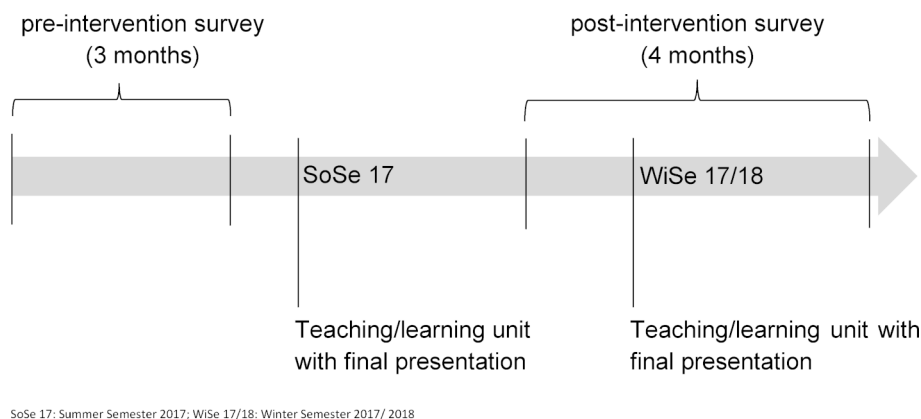 pre-intervention survey
(3 months)
post-intervention survey
(4 months)
SoSe 17
WiSe 17/18
Teaching/learning unit
with final presentation
Teaching/learning unit with
final presentation
SoSe 17: Summer Semester 2017; WiSe 17/18: Winter Semester 2017/ 2018